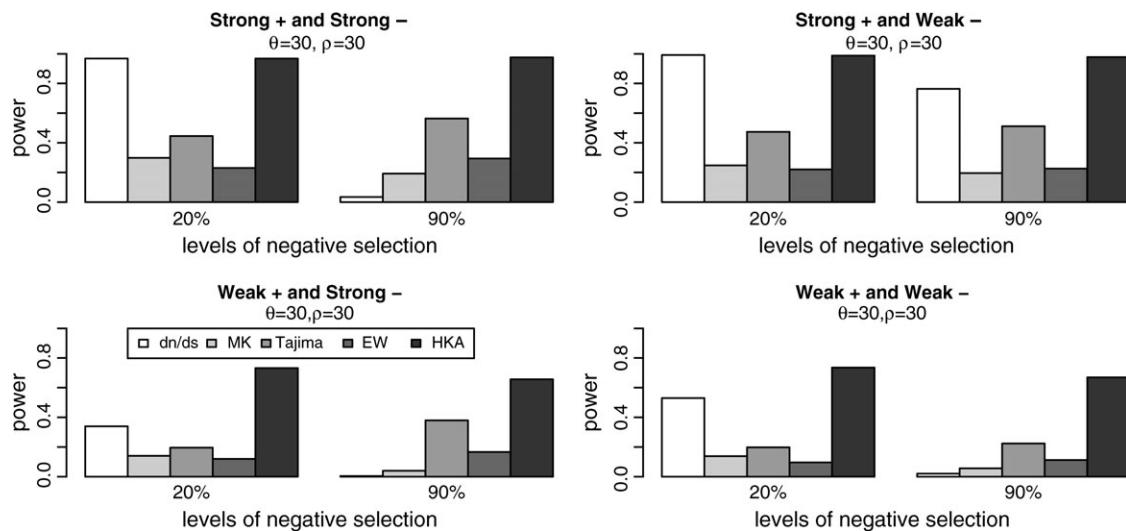 Strong + and Strong –
θ=30, ρ=30
power
0.0 0.4 0.8
20% 90%
levels of negative selection
Strong + and Weak –
θ=30, ρ=30
power
0.0 0.4 0.8
20% 90%
levels of negative selection
Weak + and Strong –
θ=30,ρ=30
dn/ds MK Tajima EW HKA
power
0.0 0.4 0.8
20% 90%
levels of negative selection
Weak + and Weak –
θ=30,ρ=30
power
0.0 0.4 0.8
20% 90%
levels of negative selection